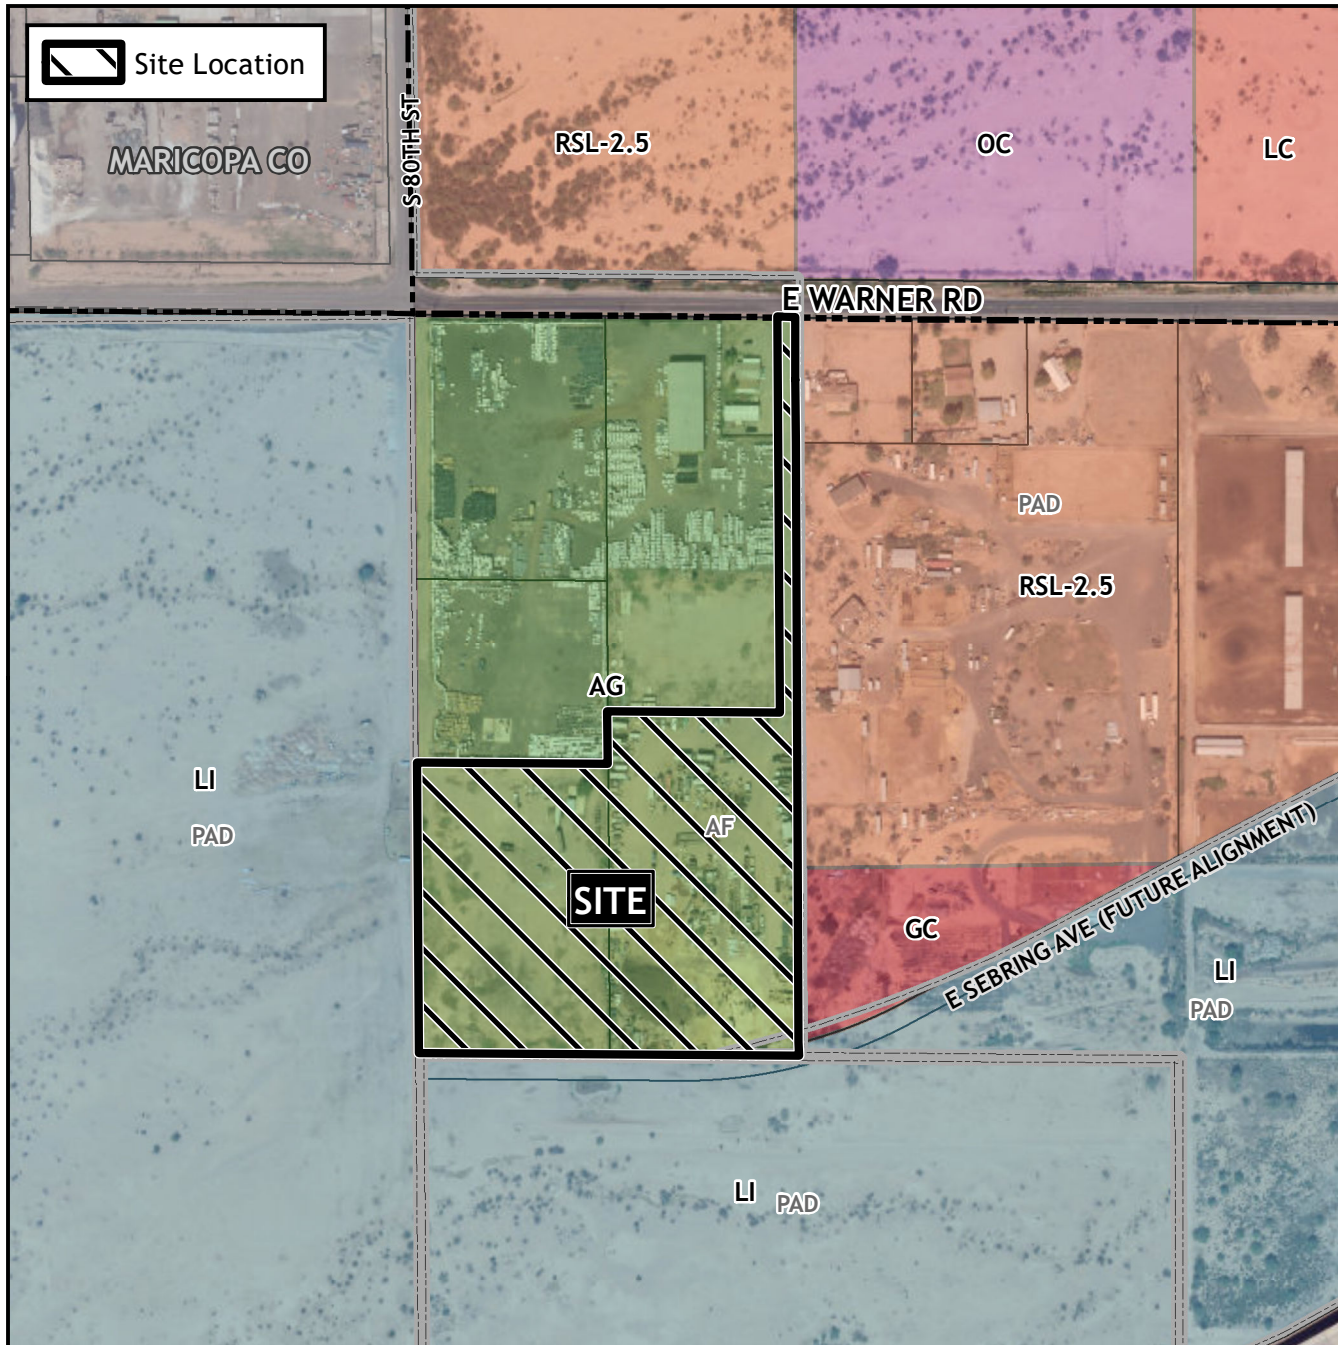 Site Location
MARICOPA CO
S 80TH ST
RSL-2.5
OC
LC
E WARNER RD
PAD
RSL-2.5
AG
LI
PAD
AF
SITE
GC
E SEBRING AVE (FUTURE ALIGNMENT)
LI
PAD
LI
PAD